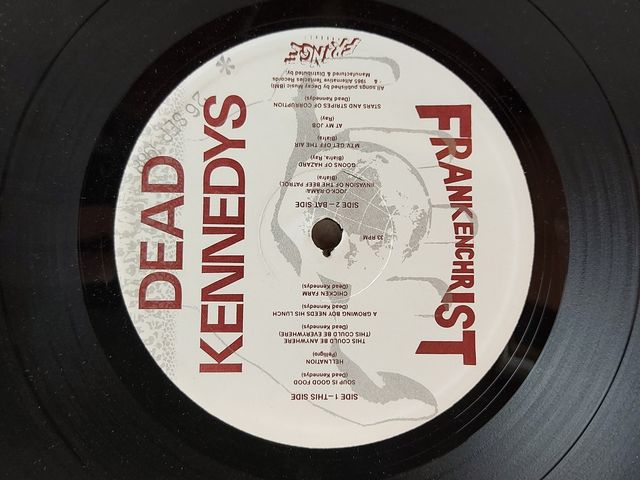 DEAD
KENNEDYS
FRANKENCHRIST
SIDE 1 — THIS SIDE
SOUP IS GOOD FOOD
(Dead Kennedys)
HELLNATION
(Pelligro)
THIS COULD BE ANYWHERE
(THIS COULD BE EVERYWHERE)
(Dead Kennedys)
A GROWING BOY NEEDS HIS LUNCH
(Dead Kennedys)
CHICKEN FARM
(Dead Kennedys)
33 RPM
SIDE 2 — BAT SIDE
JOCK-O-RAMA
(INVASION OF THE BEEF PATROL)
(Biafra)
GOONS OF HAZARD
(Biafra, Ray)
MTV GET OFF THE AIR
(Biafra)
AT MY JOB
(Ray)
STARS AND STRIPES OF CORRUPTION
(Dead Kennedys)
All songs published by Decay Music (BMI)
& 1985 Alternative Tentacles Records
Manufactured & Distributed by:
FRINGE